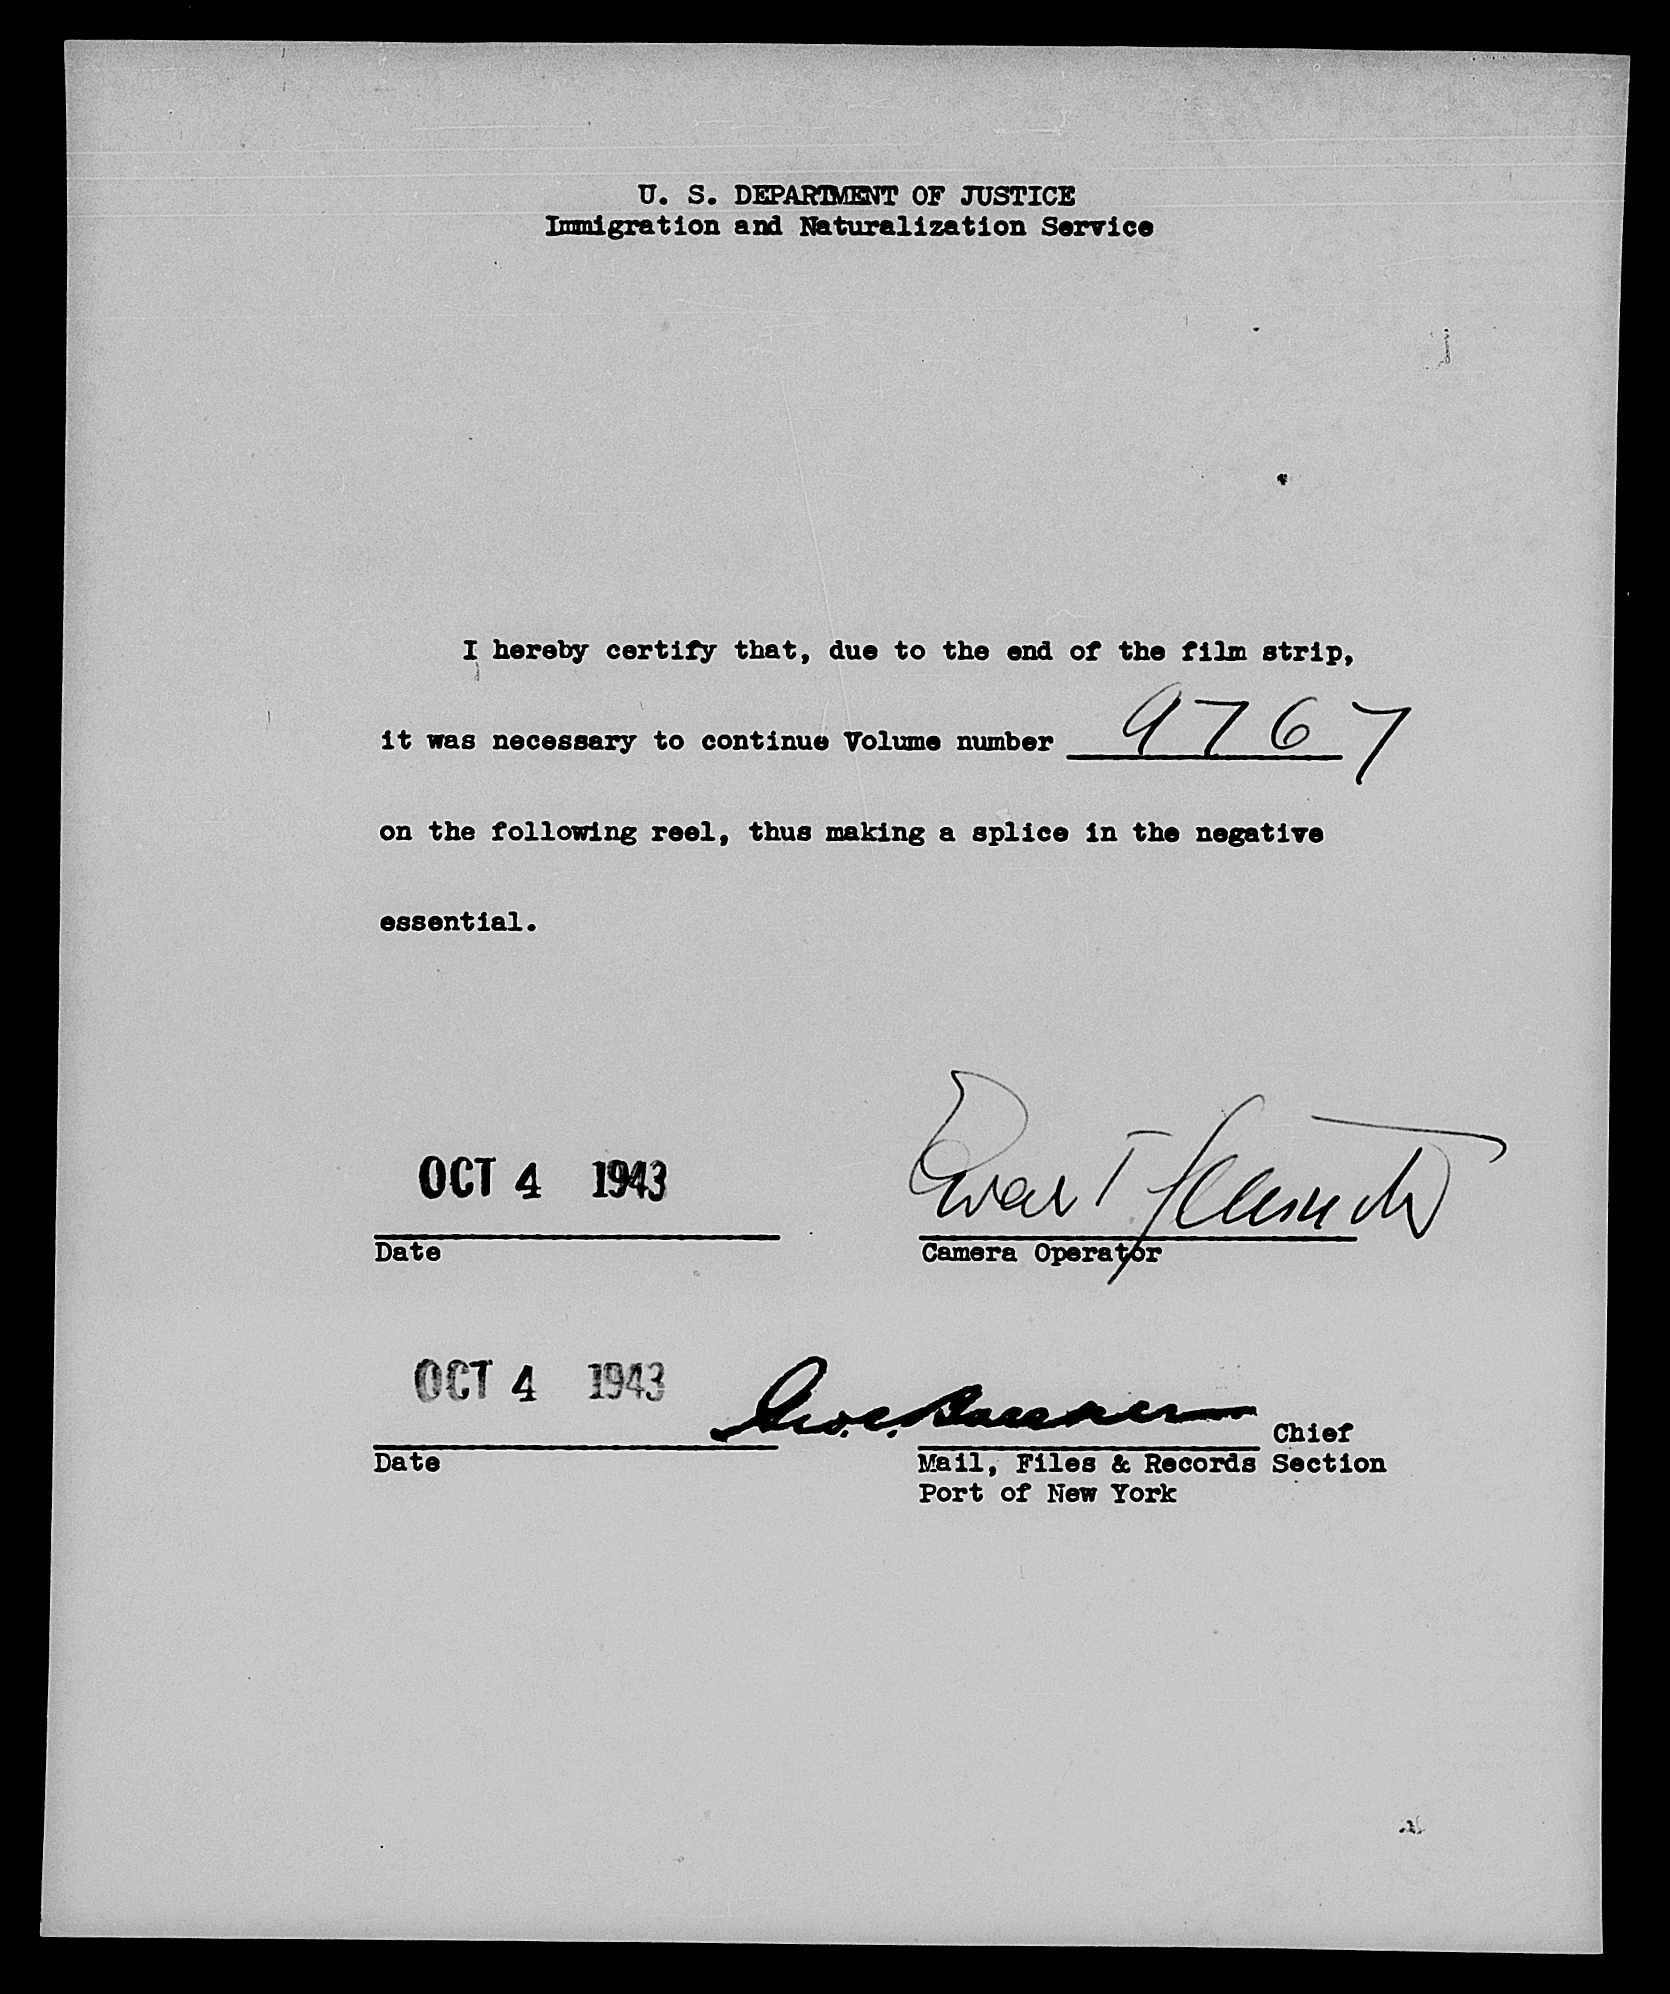 U. S. DEPARTMENT OF JUSTICE
Immigration and Naturalization Service
I hereby certify that, due to the end of the film strip,
it was necessary to continue Volume number 9767
on the following reel, thus making a splice in the negative
essential.
OCT 4 1943
Date
Camera Operator
OCT 4 1943
Geo. C.
Chief
Date
Mail, Files & Records Section
Port of New York